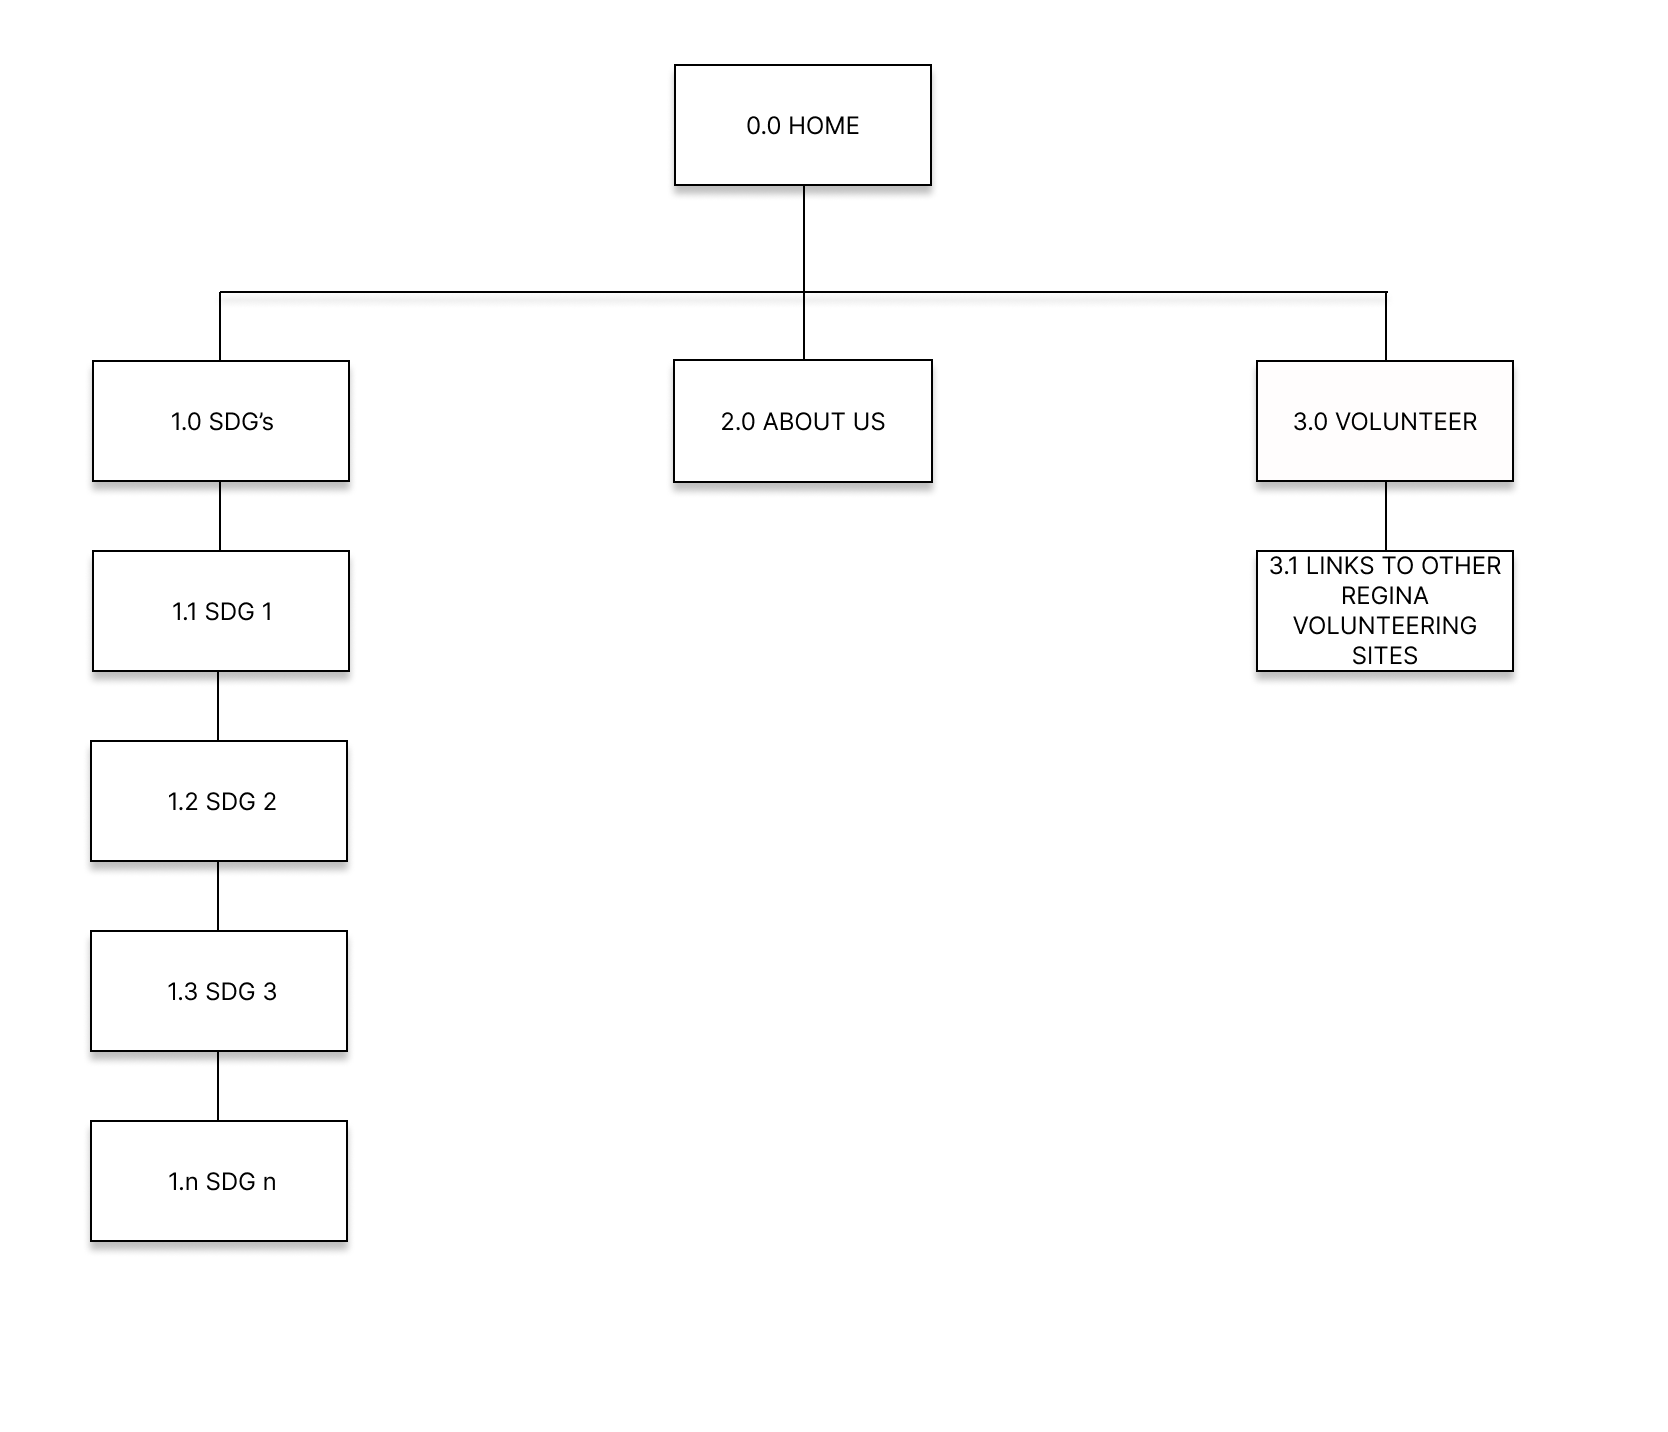 0.0 HOME
1.0 SDG’s
2.0 ABOUT US
3.0 VOLUNTEER
1.1 SDG 1
3.1 LINKS TO OTHER
REGINA
VOLUNTEERING
SITES
1.2 SDG 2
1.3 SDG 3
1.n SDG n